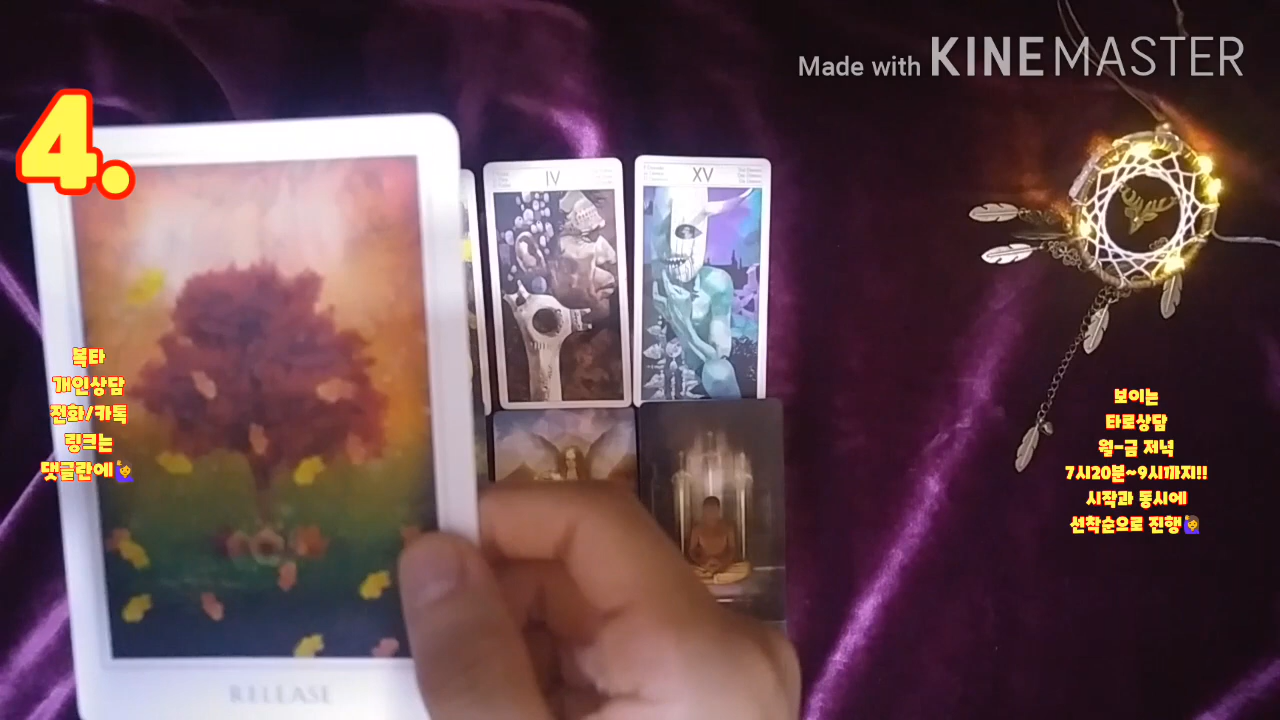 Made with KINEMASTER
4.
IV
XV
복타
개인상담
전화/카톡
링크는
댓글란에🙋‍♀️
보이는
타로상담
월-금 저녁
7시20분~9시까지!!
시작과 동시에
선착순으로 진행🙋‍♀️
RELEASE